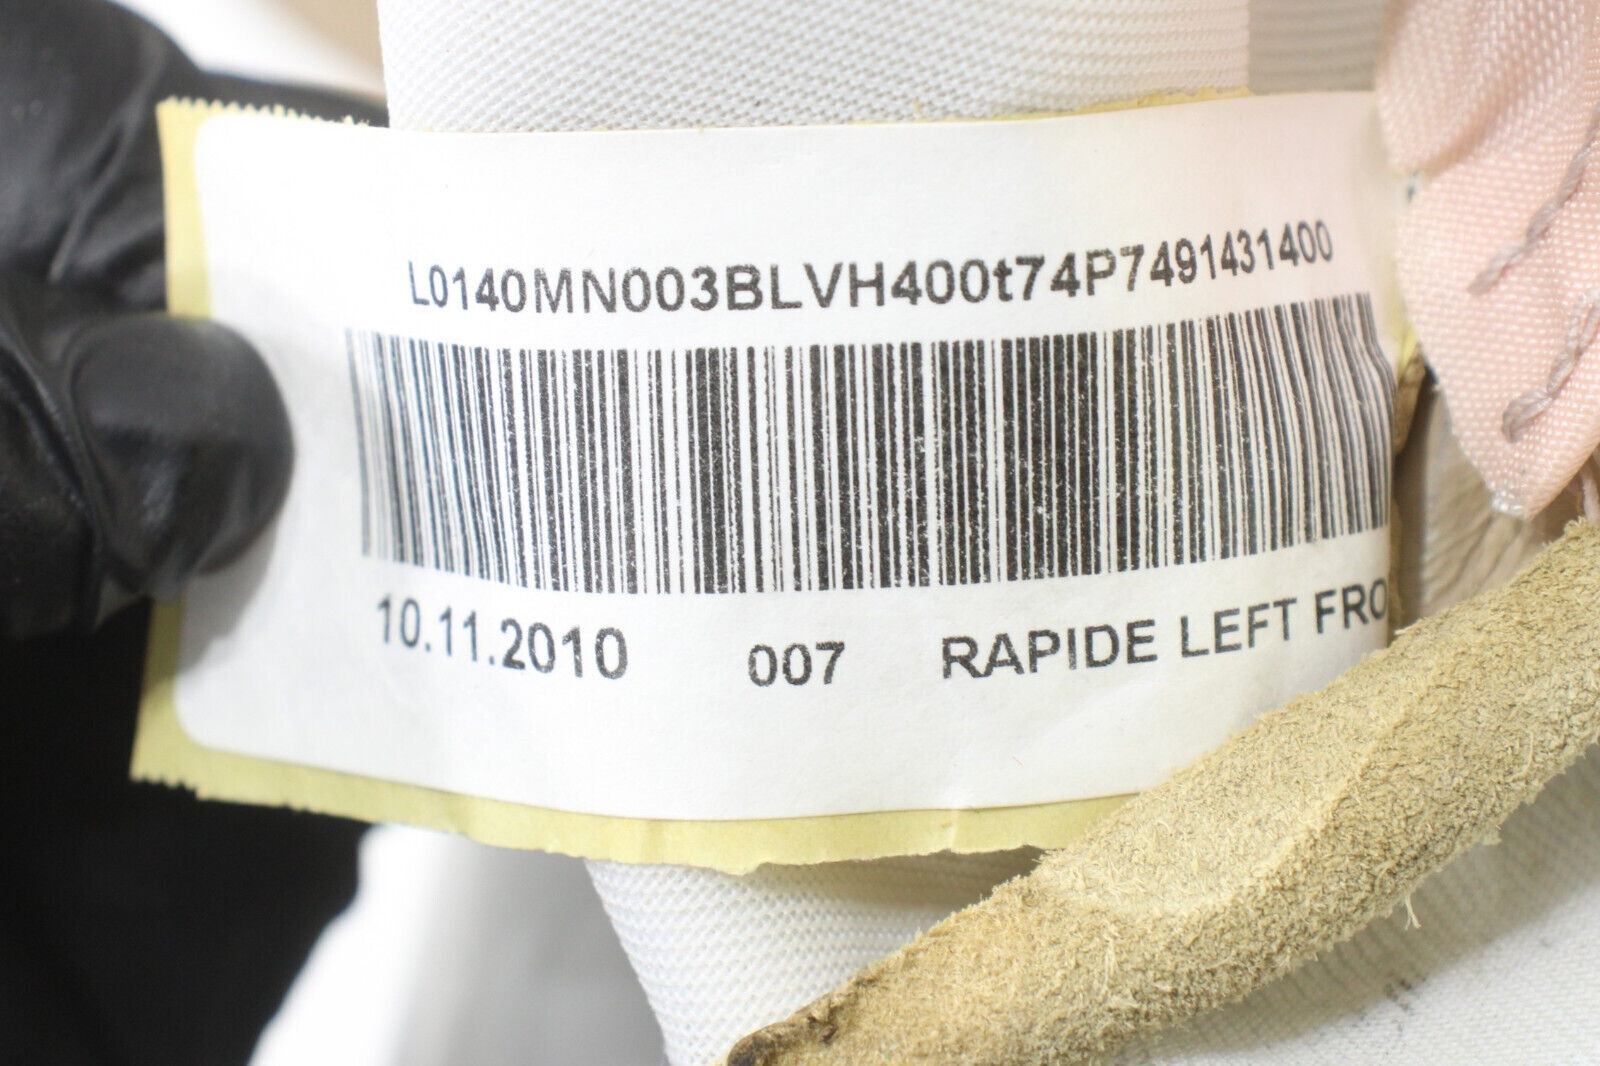 L0140MN003BLVH400t74P7491431400
10.11.2010 007 RAPIDE LEFT FRO